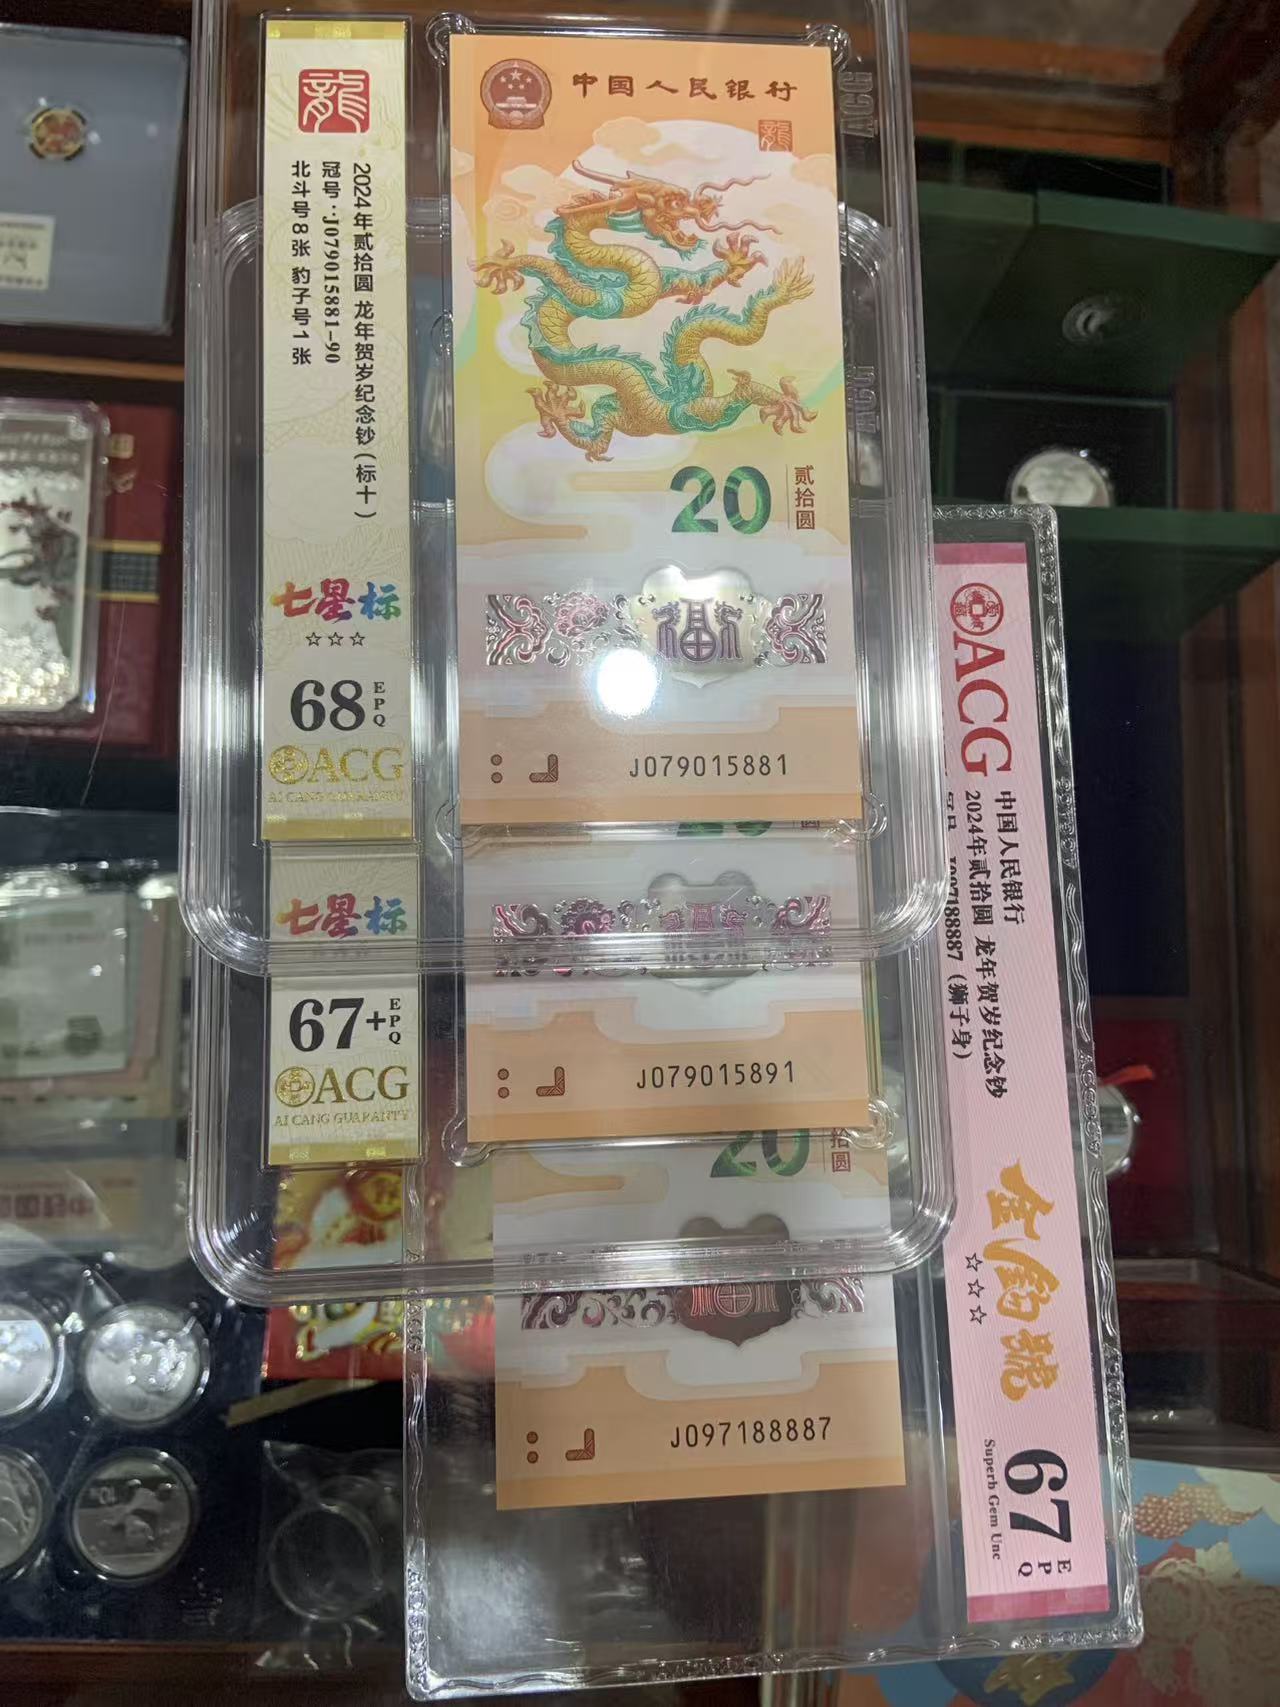 龍
2024年贰拾圆 龙年贺岁纪念钞(标十)
冠号:J079015881-90
北斗号8张 豹子号1张
七星标
☆☆☆
68 EPQ
ACG
AI CANG GUARANTY
中国人民银行
龍
20 贰拾圆
福
J079015881
ACG
七星标
67+ EPQ
ACG
AI CANG GUARANTY
J079015891
20 拾圆
J097188887
ACG
中国人民银行
2024年贰拾圆 龙年贺岁纪念钞
冠号 J097188887(狮子身)
金狮號
☆☆☆
67 EPQ
Superb Gem Unc